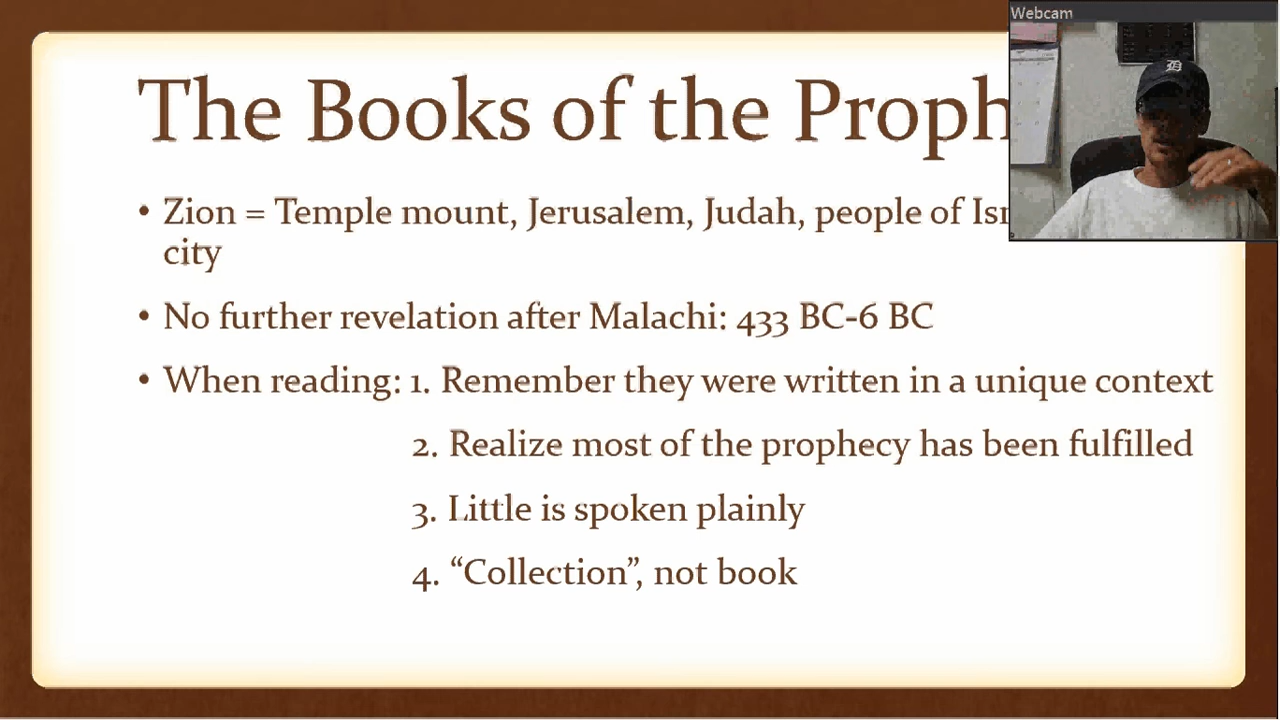 Webcam
The Books of the Proph
• Zion = Temple mount, Jerusalem, Judah, people of Isr
city
• No further revelation after Malachi: 433 BC-6 BC
• When reading: 1. Remember they were written in a unique context
2. Realize most of the prophecy has been fulfilled
3. Little is spoken plainly
4. “Collection”, not book
D